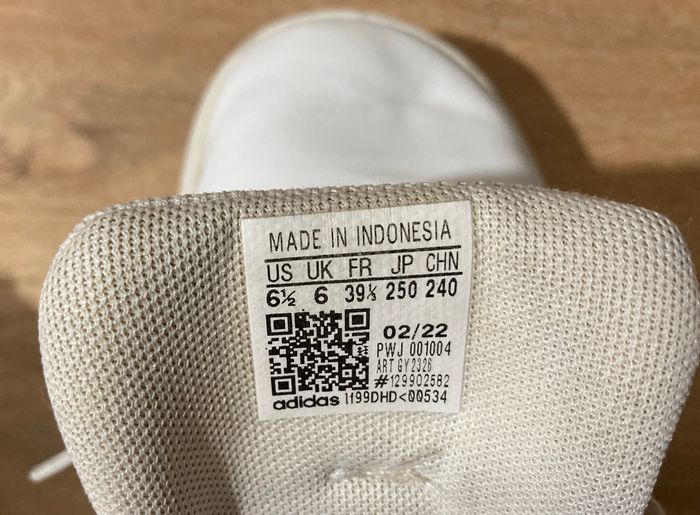 MADE IN INDONESIA
US UK FR JP CHN
6½ 6 39⅓ 250 240
02/22
PWJ 001004
ART GY2326
#129902582
adidas 1f99DHD<00534